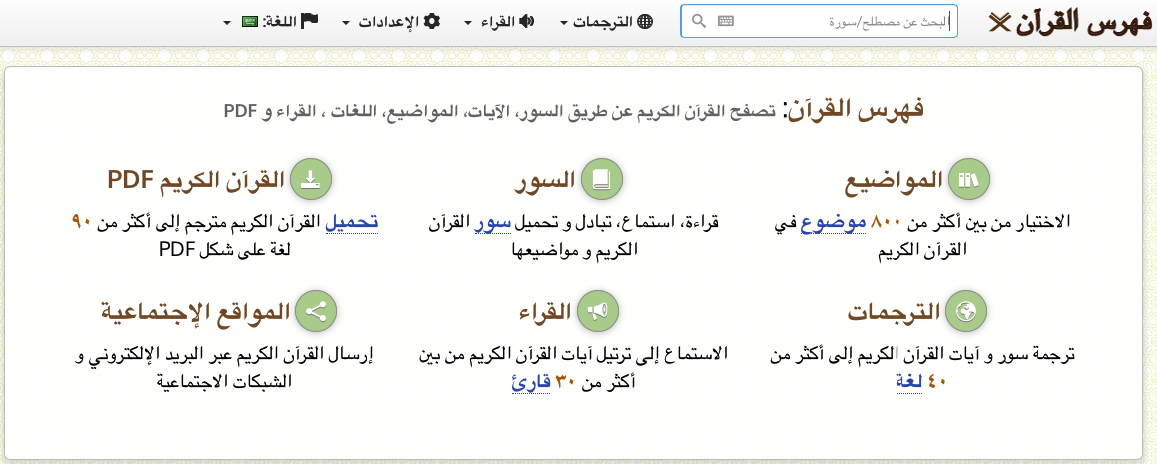 فهرس القرآن
البحث عن مصطلح/سورة
الترجمات
القراء
الإعدادات
اللغة:
فهرس القرآن: تصفح القرآن الكريم عن طريق السور، الآيات، المواضيع، اللغات ، القراء و PDF
المواضيع
الاختيار من بين أكثر من ٨٠٠ موضوع في
القرآن الكريم
السور
قراءة، استماع، تبادل و تحميل سور القرآن
الكريم و مواضيعها
القرآن الكريم PDF
تحميل القرآن الكريم مترجم إلى أكثر من ٩٠
لغة على شكل PDF
الترجمات
ترجمة سور و آيات القرآن الكريم إلى أكثر من
٤٠ لغة
القراء
الاستماع إلى ترتيل آيات القرآن الكريم من بين
أكثر من ٣٠ قارئ
المواقع الإجتماعية
إرسال القرآن الكريم عبر البريد الإلكتروني و
الشبكات الاجتماعية